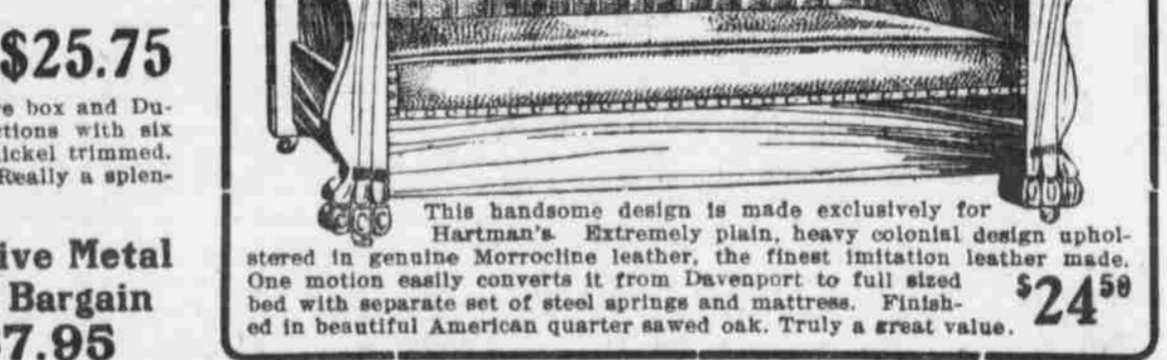 $25.75
box and Du-
with six
trimmed.
Really a splen-
Metal
Bargain
7.95
This handsome design is made exclusively for
Hartman's. Extremely plain, heavy colonial design uphol-
stered in genuine Morrocline leather, the finest imitation leather made.
One motion easily converts it from Davenport to full sized
bed with separate set of steel springs and mattress. Finish-
ed in beautiful American quarter sawed oak. Truly a great value.
$24 50